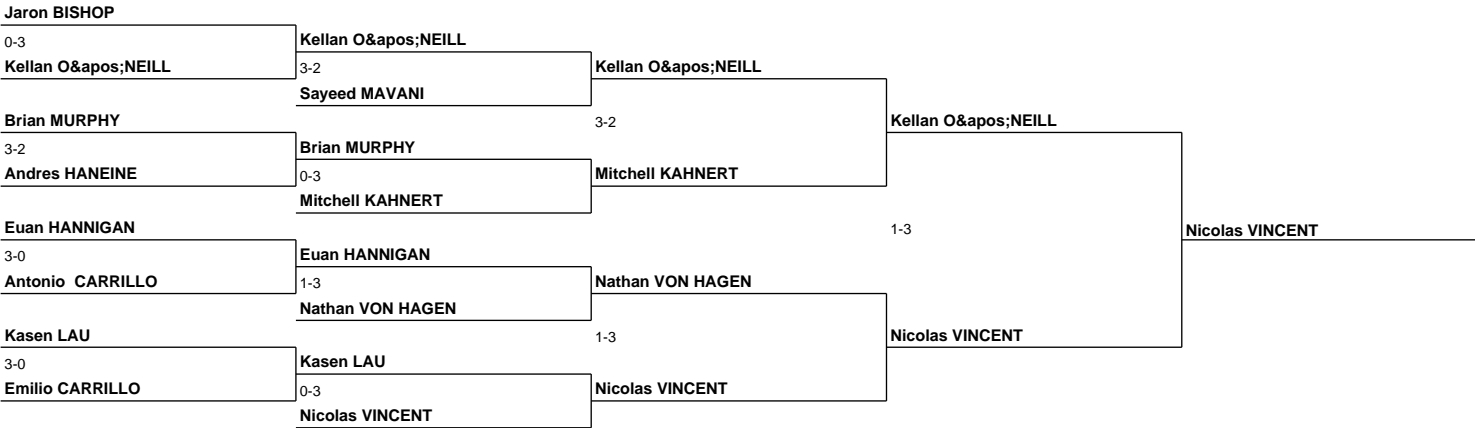 Jaron BISHOP
0-3
Kellan O&apos;NEILL
Brian MURPHY
3-2
Andres HANEINE
Euan HANNIGAN
3-0
Antonio  CARRILLO
Kasen LAU
3-0
Emilio CARRILLO
Kellan O&apos;NEILL
3-2
Sayeed MAVANI
Brian MURPHY
0-3
Mitchell KAHNERT
Euan HANNIGAN
1-3
Nathan VON HAGEN
Kasen LAU
0-3
Nicolas VINCENT
Kellan O&apos;NEILL
3-2
Mitchell KAHNERT
Nathan VON HAGEN
1-3
Nicolas VINCENT
Kellan O&apos;NEILL
1-3
Nicolas VINCENT
Nicolas VINCENT